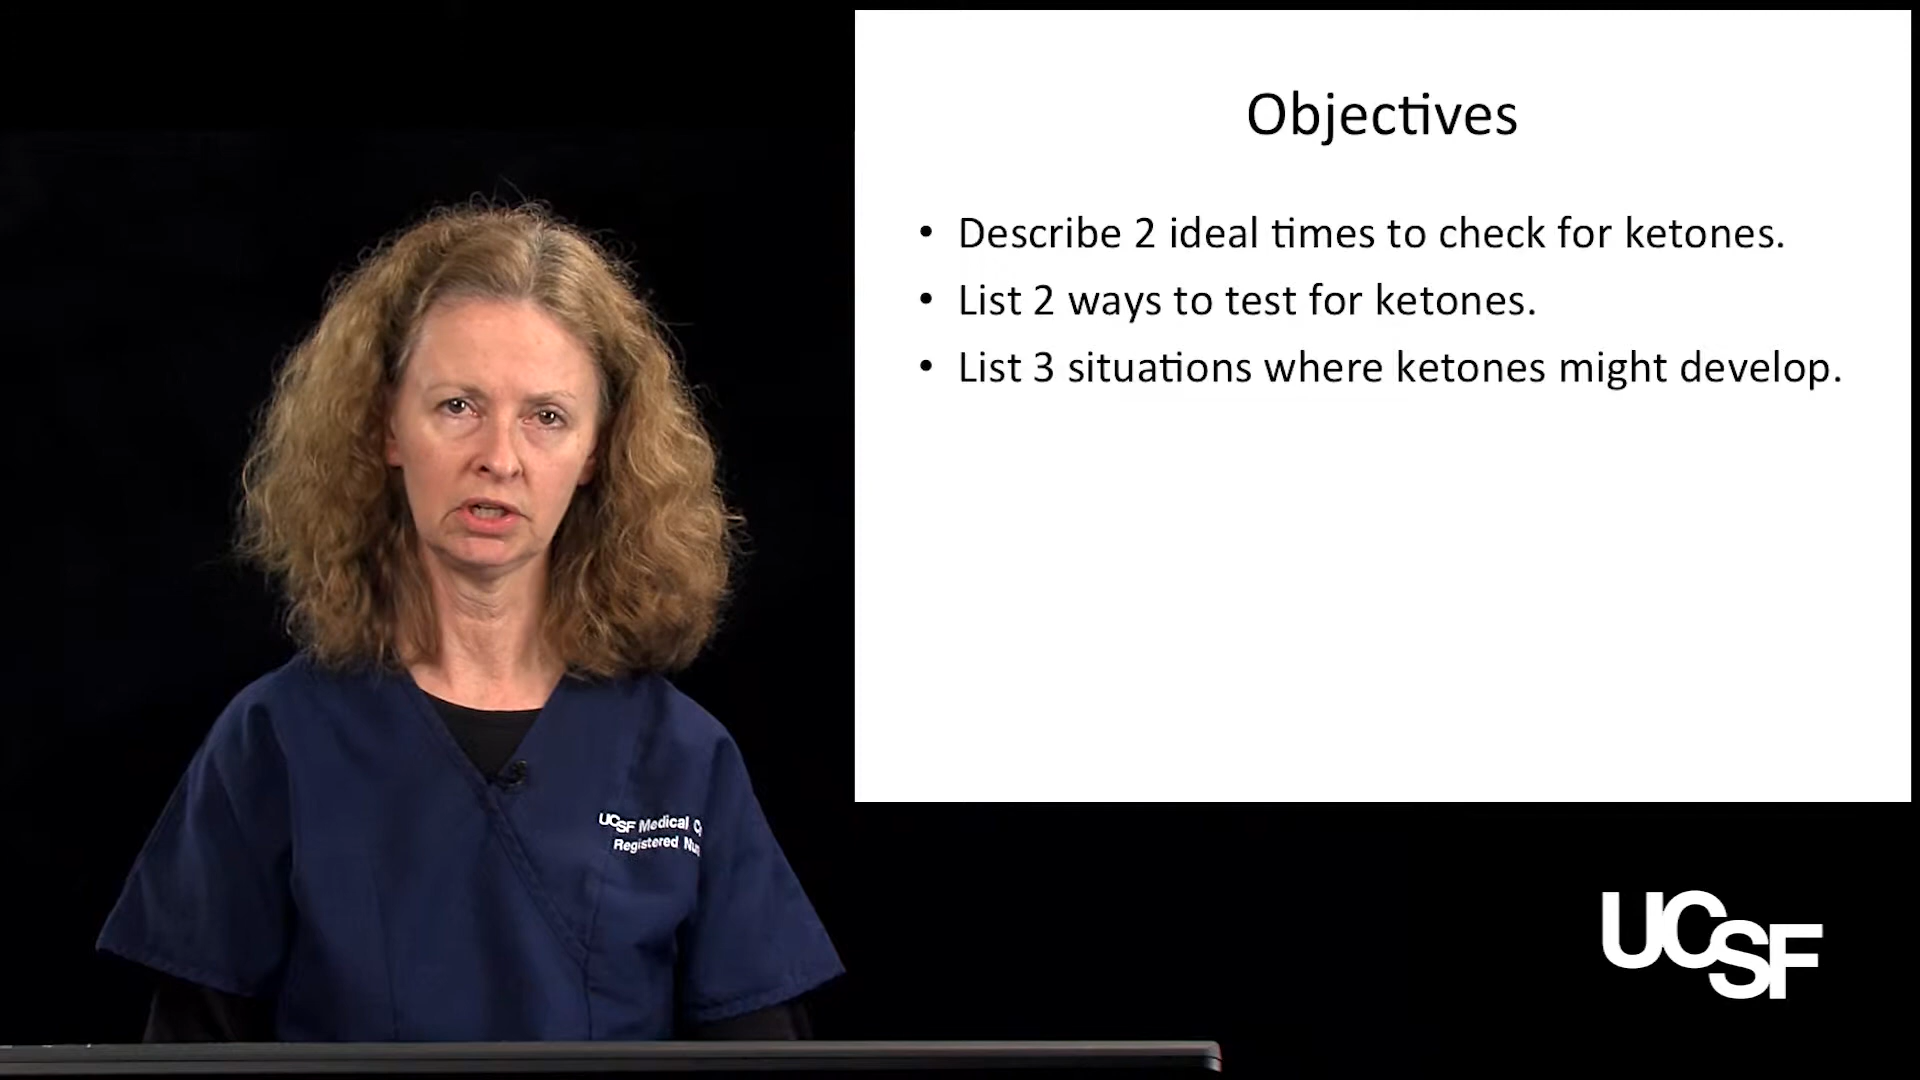 Objectives
• Describe 2 ideal times to check for ketones.
• List 2 ways to test for ketones.
• List 3 situations where ketones might develop.
UCSF Medical
Registered
UCSF